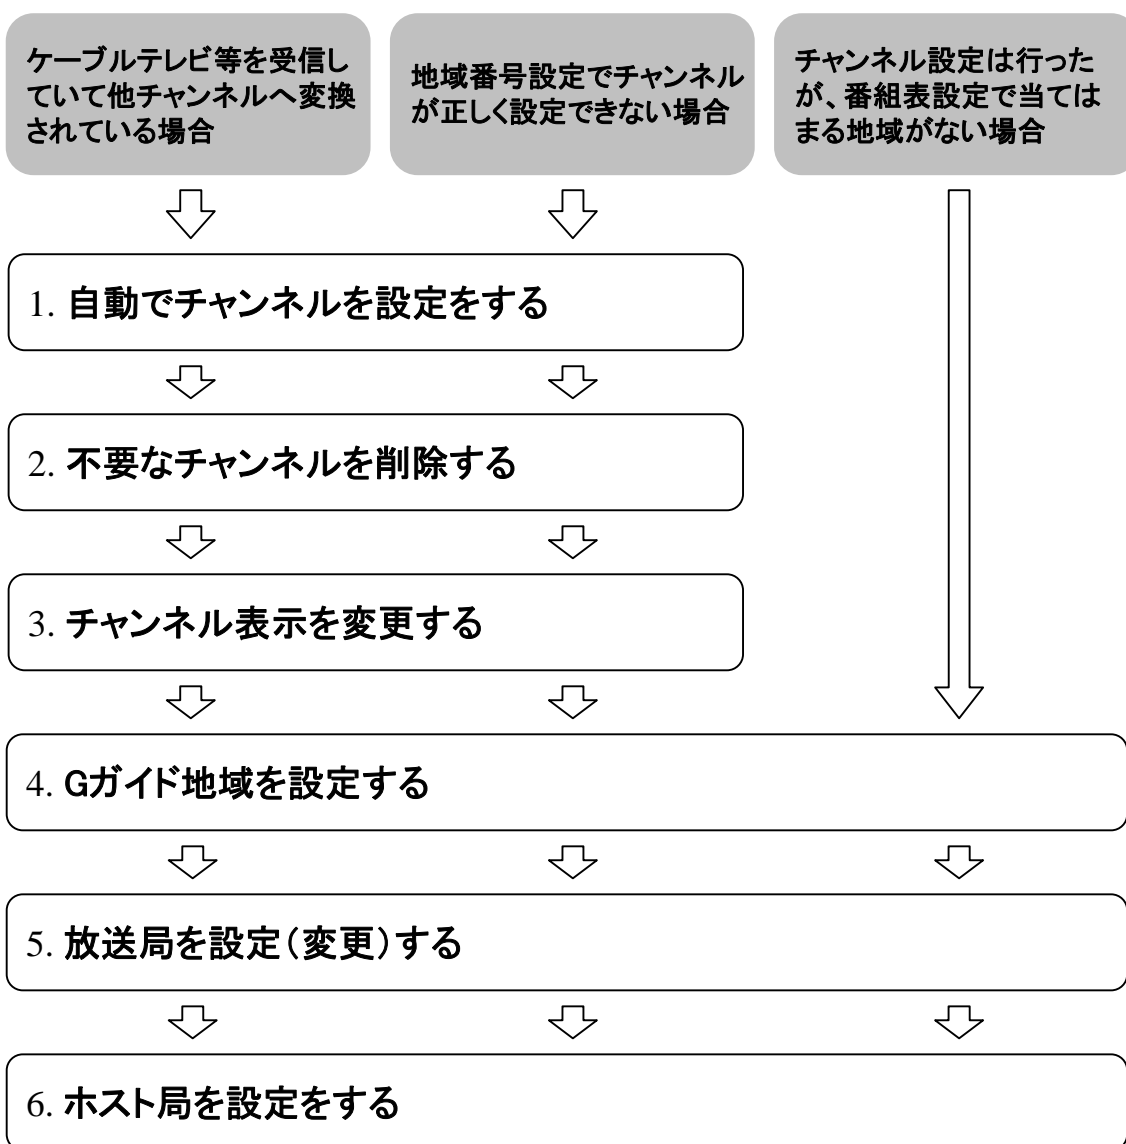 ケーブルテレビ等を受信し
ていて他チャンネルへ変換
されている場合
地域番号設定でチャンネル
が正しく設定できない場合
チャンネル設定は行った
が、番組表設定で当てはまる地域がない場合
1. 自動でチャンネルを設定をする
2. 不要なチャンネルを削除する
3. チャンネル表示を変更する
4. Gガイド地域を設定する
5. 放送局を設定（変更）する
6. ホスト局を設定をする